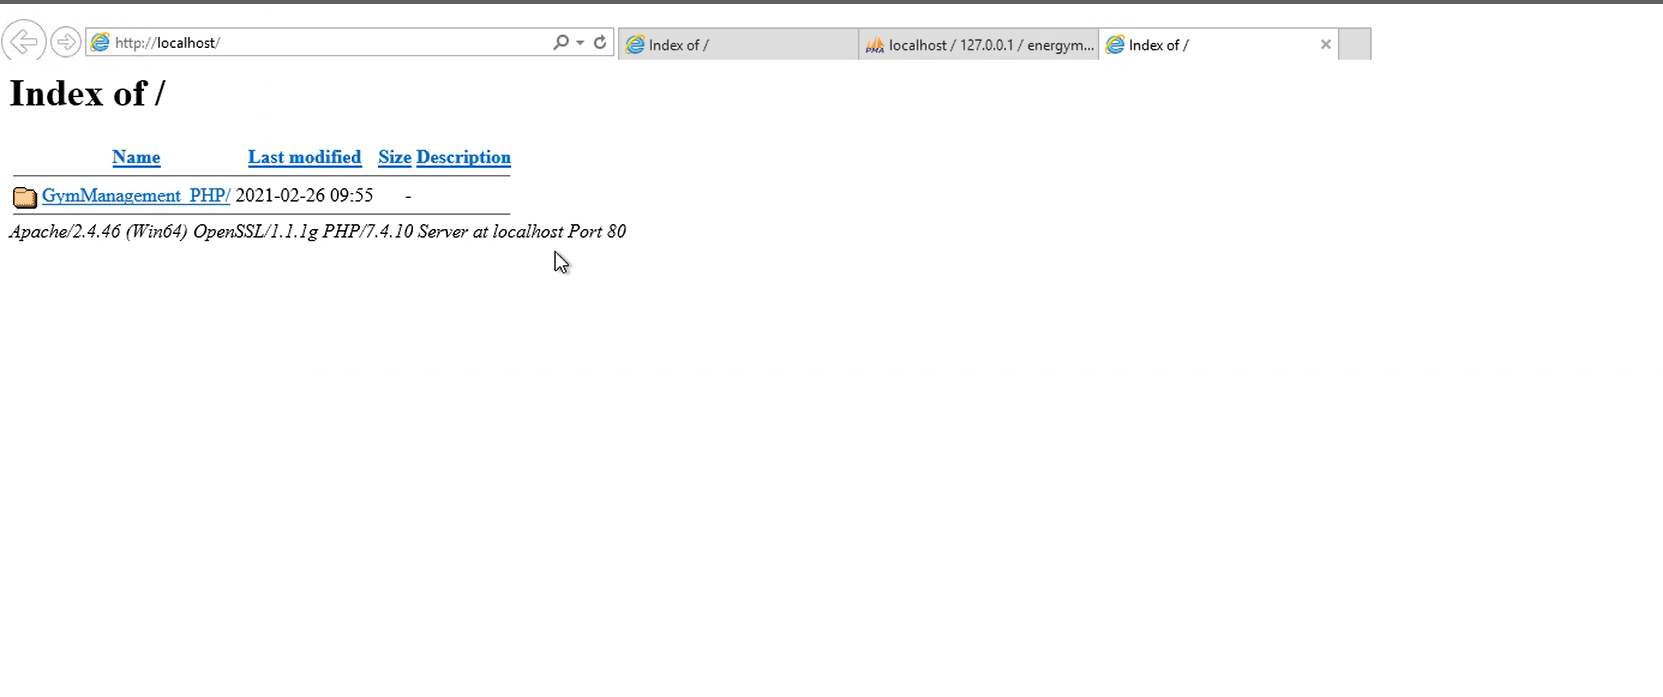 http://localhost/
Index of /
localhost / 127.0.0.1 / energym...
Index of /
Index of /
Name Last modified Size Description
GymManagement_PHP/ 2021-02-26 09:55 -
Apache/2.4.46 (Win64) OpenSSL/1.1.1g PHP/7.4.10 Server at localhost Port 80